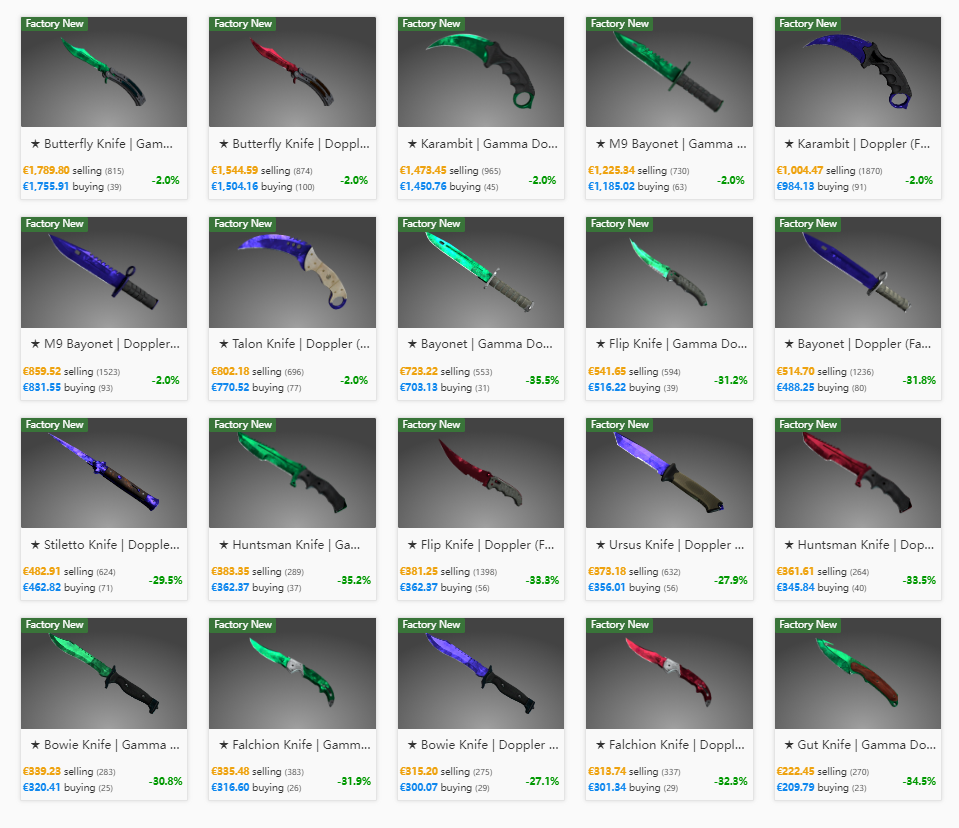 Factory New
★ Butterfly Knife | Gam...
€1,789.80 selling (815)
€1,755.91 buying (39)
-2.0%
Factory New
★ Butterfly Knife | Doppl...
€1,544.59 selling (874)
€1,504.16 buying (100)
-2.0%
Factory New
★ Karambit | Gamma Do...
€1,473.45 selling (965)
€1,450.76 buying (45)
-2.0%
Factory New
★ M9 Bayonet | Gamma ...
€1,225.34 selling (730)
€1,185.02 buying (63)
-2.0%
Factory New
★ Karambit | Doppler (F...
€1,004.47 selling (1870)
€984.13 buying (91)
-2.0%
Factory New
★ M9 Bayonet | Doppler...
€859.52 selling (1523)
€831.55 buying (93)
-2.0%
Factory New
★ Talon Knife | Doppler (...
€802.18 selling (696)
€770.52 buying (77)
-2.0%
Factory New
★ Bayonet | Gamma Do...
€723.22 selling (553)
€703.13 buying (31)
-35.5%
Factory New
★ Flip Knife | Gamma Do...
€541.65 selling (594)
€516.22 buying (39)
-31.2%
Factory New
★ Bayonet | Doppler (Fa...
€514.70 selling (1236)
€488.25 buying (80)
-31.8%
Factory New
★ Stiletto Knife | Dopple...
€482.91 selling (624)
€462.82 buying (71)
-29.5%
Factory New
★ Huntsman Knife | Ga...
€383.35 selling (289)
€362.37 buying (37)
-35.2%
Factory New
★ Flip Knife | Doppler (F...
€381.25 selling (1398)
€362.37 buying (56)
-33.3%
Factory New
★ Ursus Knife | Doppler ...
€373.18 selling (632)
€356.01 buying (56)
-27.9%
Factory New
★ Huntsman Knife | Dop...
€361.61 selling (264)
€345.84 buying (40)
-33.5%
Factory New
★ Bowie Knife | Gamma ...
€339.23 selling (283)
€320.41 buying (25)
-30.8%
Factory New
★ Falchion Knife | Gamm...
€335.48 selling (383)
€316.60 buying (26)
-31.9%
Factory New
★ Bowie Knife | Doppler ...
€315.20 selling (275)
€300.07 buying (29)
-27.1%
Factory New
★ Falchion Knife | Doppl...
€313.74 selling (337)
€301.34 buying (29)
-32.3%
Factory New
★ Gut Knife | Gamma Do...
€222.45 selling (270)
€209.79 buying (23)
-34.5%